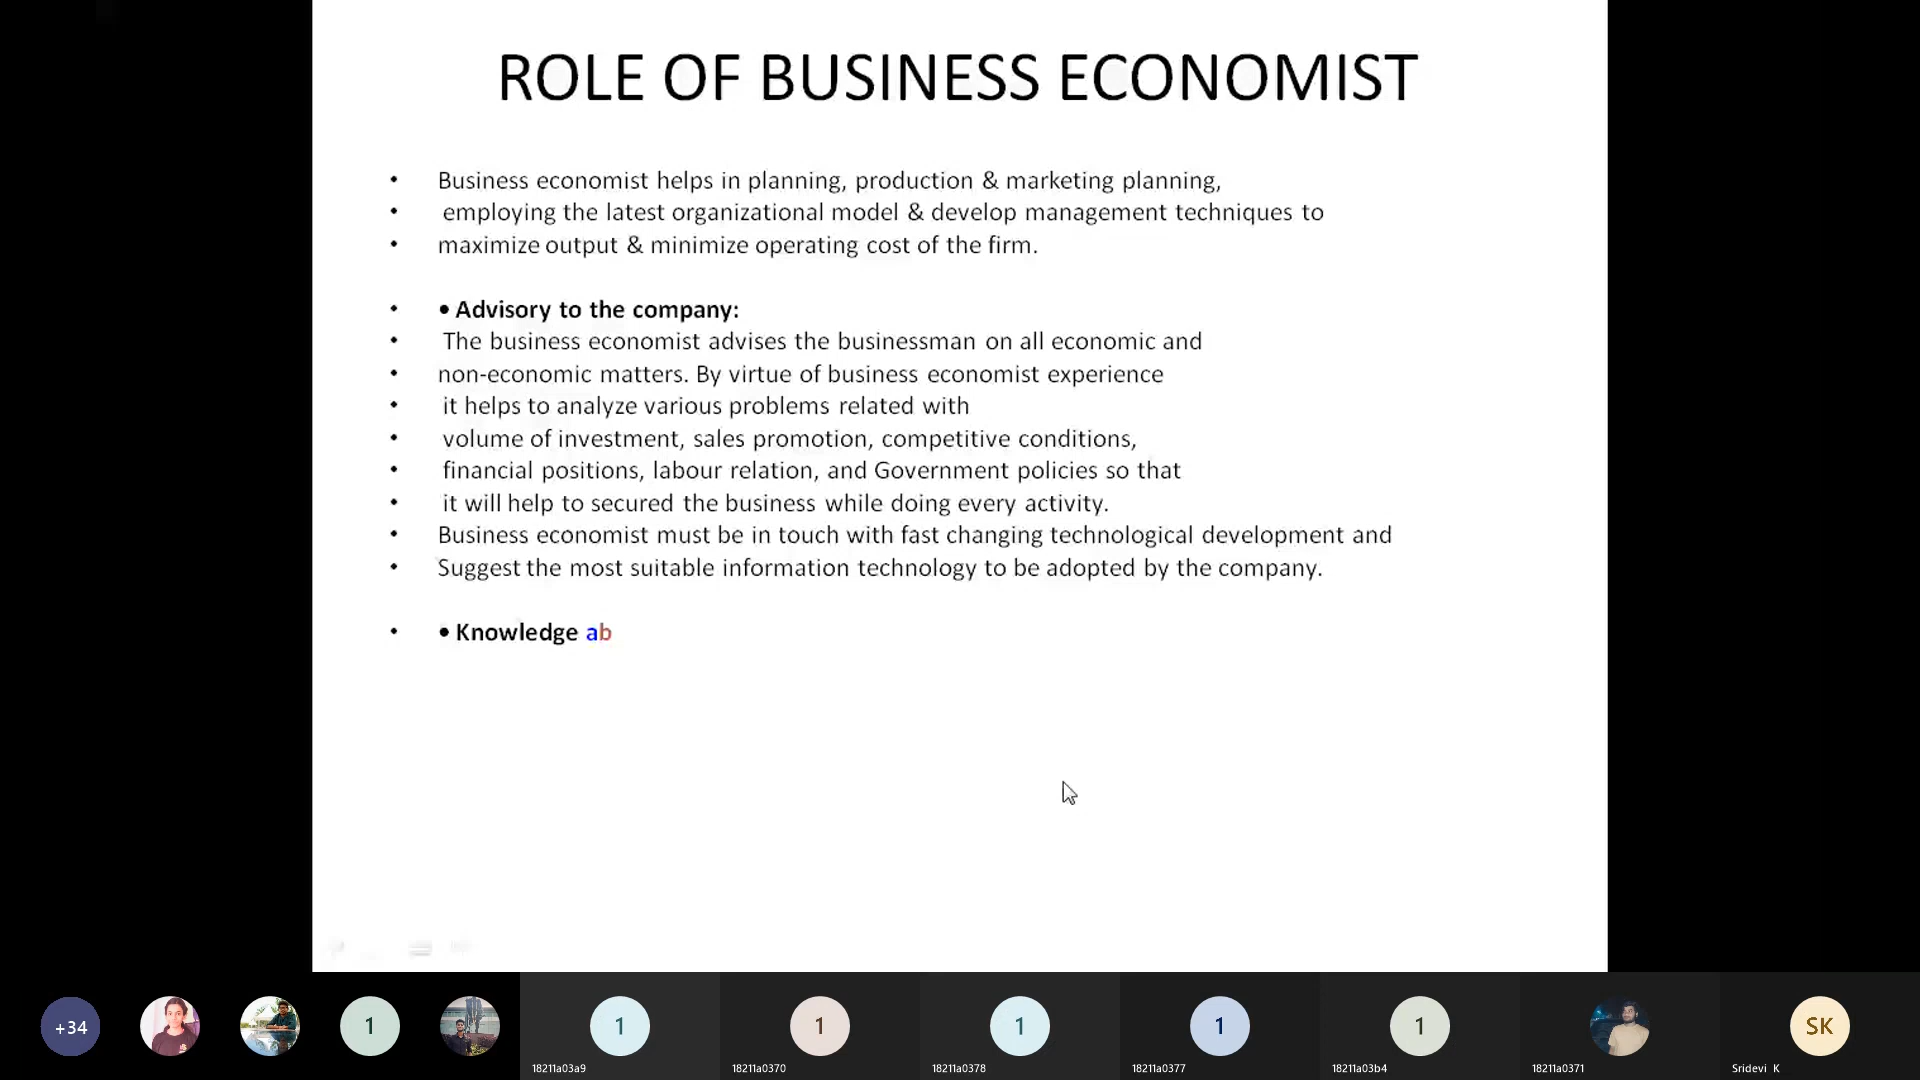 ROLE OF BUSINESS ECONOMIST
• Business economist helps in planning, production & marketing planning,
• employing the latest organizational model & develop management techniques to
• maximize output & minimize operating cost of the firm.
• • Advisory to the company:
• The business economist advises the businessman on all economic and
• non-economic matters. By virtue of business economist experience
• it helps to analyze various problems related with
• volume of investment, sales promotion, competitive conditions,
• financial positions, labour relation, and Government policies so that
• it will help to secured the business while doing every activity.
• Business economist must be in touch with fast changing technological development and
• Suggest the most suitable information technology to be adopted by the company.
• • Knowledge ab
+34 1 1 1 1 1 1 SK
18211a03a9 18211a0370 18211a0378 18211a0377 18211a03b4 18211a0371 Sridevi K